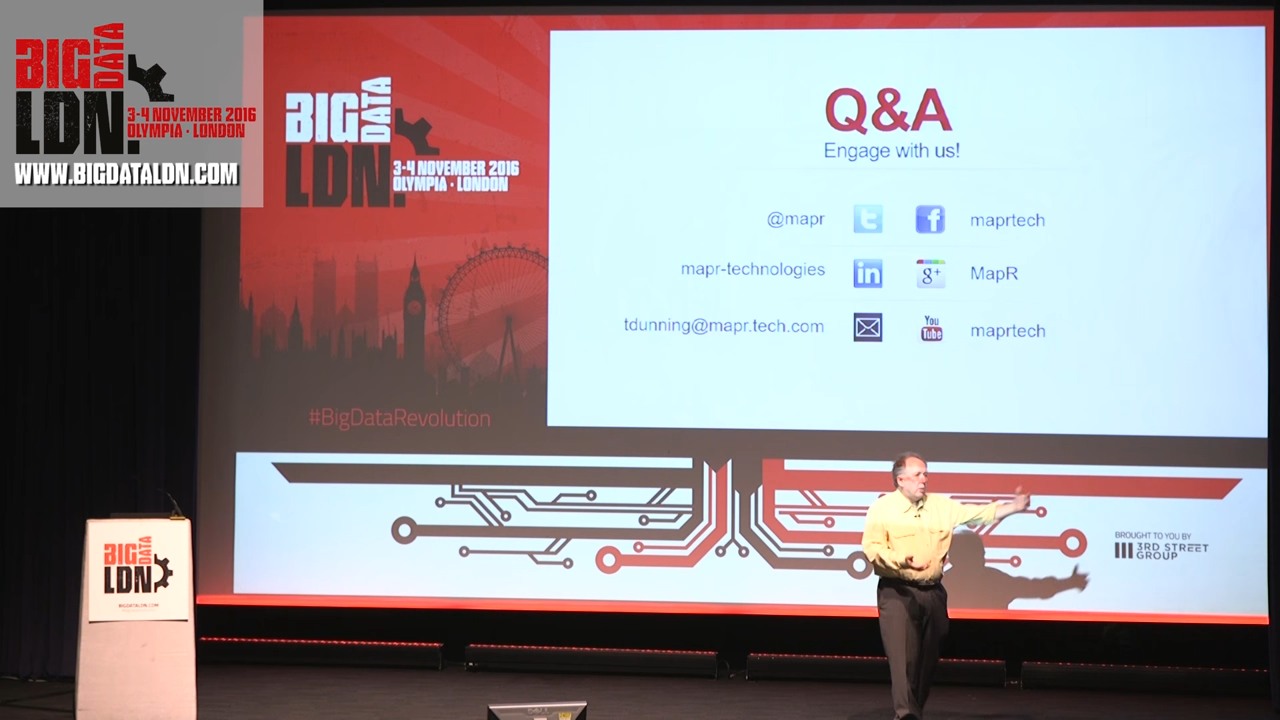 BIG DATA
LDN.
3-4 NOVEMBER 2016
OLYMPIA · LONDON
WWW.BIGDATALDN.COM
BIG DATA
LDN.
3-4 NOVEMBER 2016
OLYMPIA · LONDON
#BigDataRevolution
Q&A
Engage with us!
@mapr
t
f
maprtech
mapr-technologies
in
g+
MapR
tdunning@mapr.tech.com
You
Tube
maprtech
BROUGHT TO YOU BY
3RD STREET
GROUP
BIG DATA
LDN
BIGDATALDN.COM